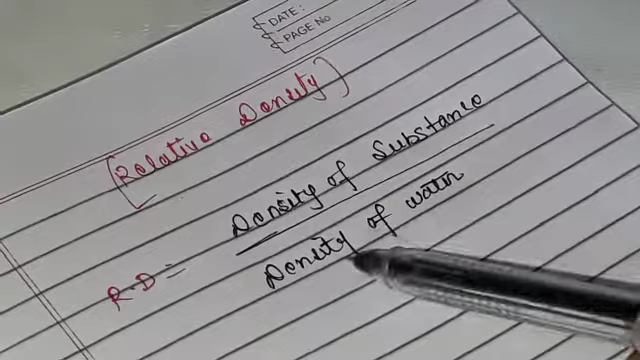 DATE:
PAGE No
[Relative Density]
Density of Substance
R.D =
Density of water